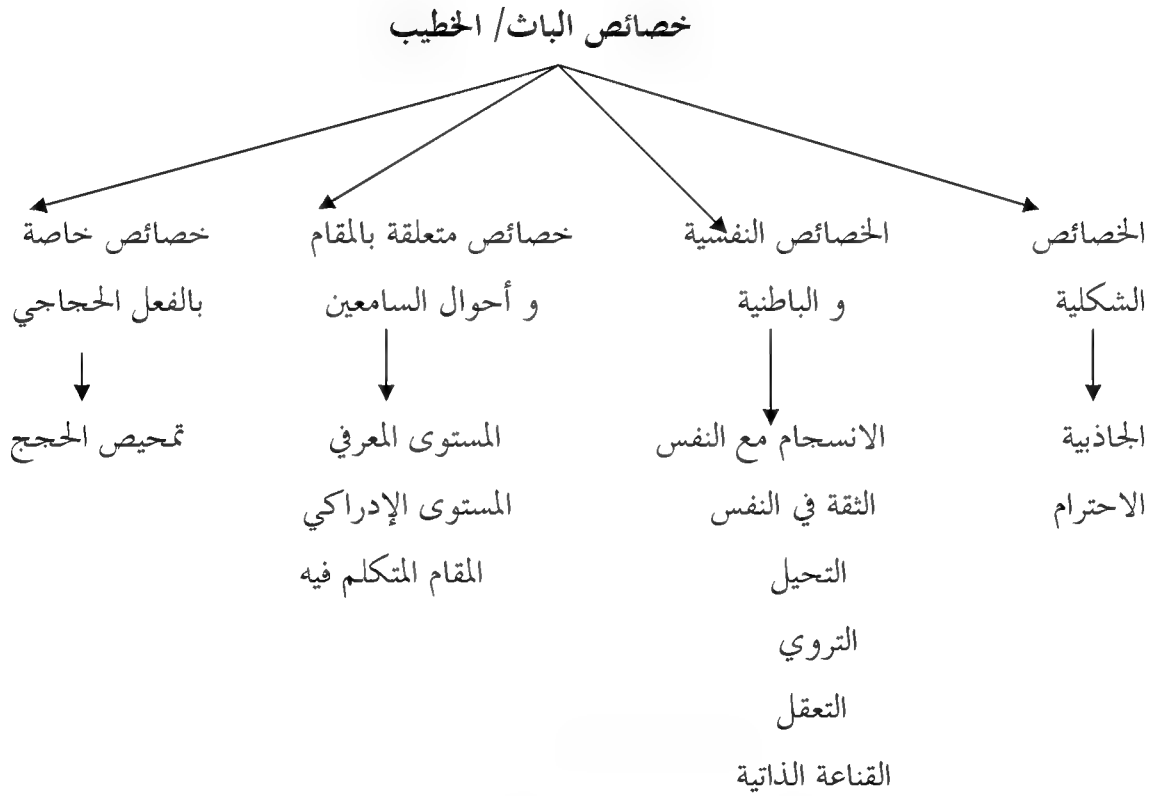 خصائص الباث/ الخطيب
الخصائص
الشكلية
الجاذبية
الاحترام
الخصائص النفسية
و الباطنية
الانسجام مع النفس
الثقة في النفس
التحيل
التروي
التعقل
القناعة الذاتية
خصائص متعلقة بالمقام
و أحوال السامعين
المستوى المعرفي
المستوى الإدراكي
المقام المتكلم فيه
خصائص خاصة
بالفعل الحجاجي
تمحيص الحجج